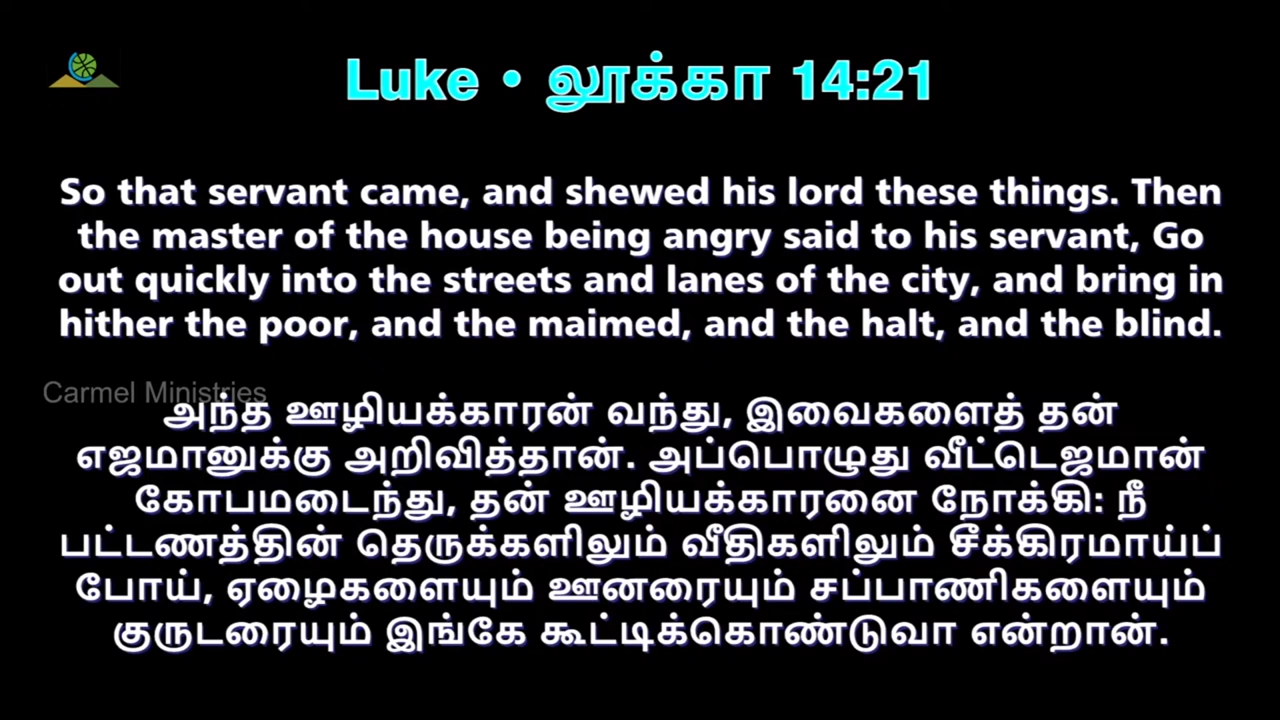 Luke • லூக்கா 14:21
So that servant came, and shewed his lord these things. Then
the master of the house being angry said to his servant, Go
out quickly into the streets and lanes of the city, and bring in
hither the poor, and the maimed, and the halt, and the blind.
Carmel Ministries
அந்த ஊழியக்காரன் வந்து, இவைகளைத் தன்
எஜமானுக்கு அறிவித்தான். அப்பொழுது வீட்டெஜமான்
கோபமடைந்து, தன் ஊழியக்காரனை நோக்கி: நீ
பட்டணத்தின் தெருக்களிலும் வீதிகளிலும் சீக்கிரமாய்ப்
போய், ஏழைகளையும் ஊனரையும் சப்பாணிகளையும்
குருடரையும் இங்கே கூட்டிக்கொண்டுவா என்றான்.